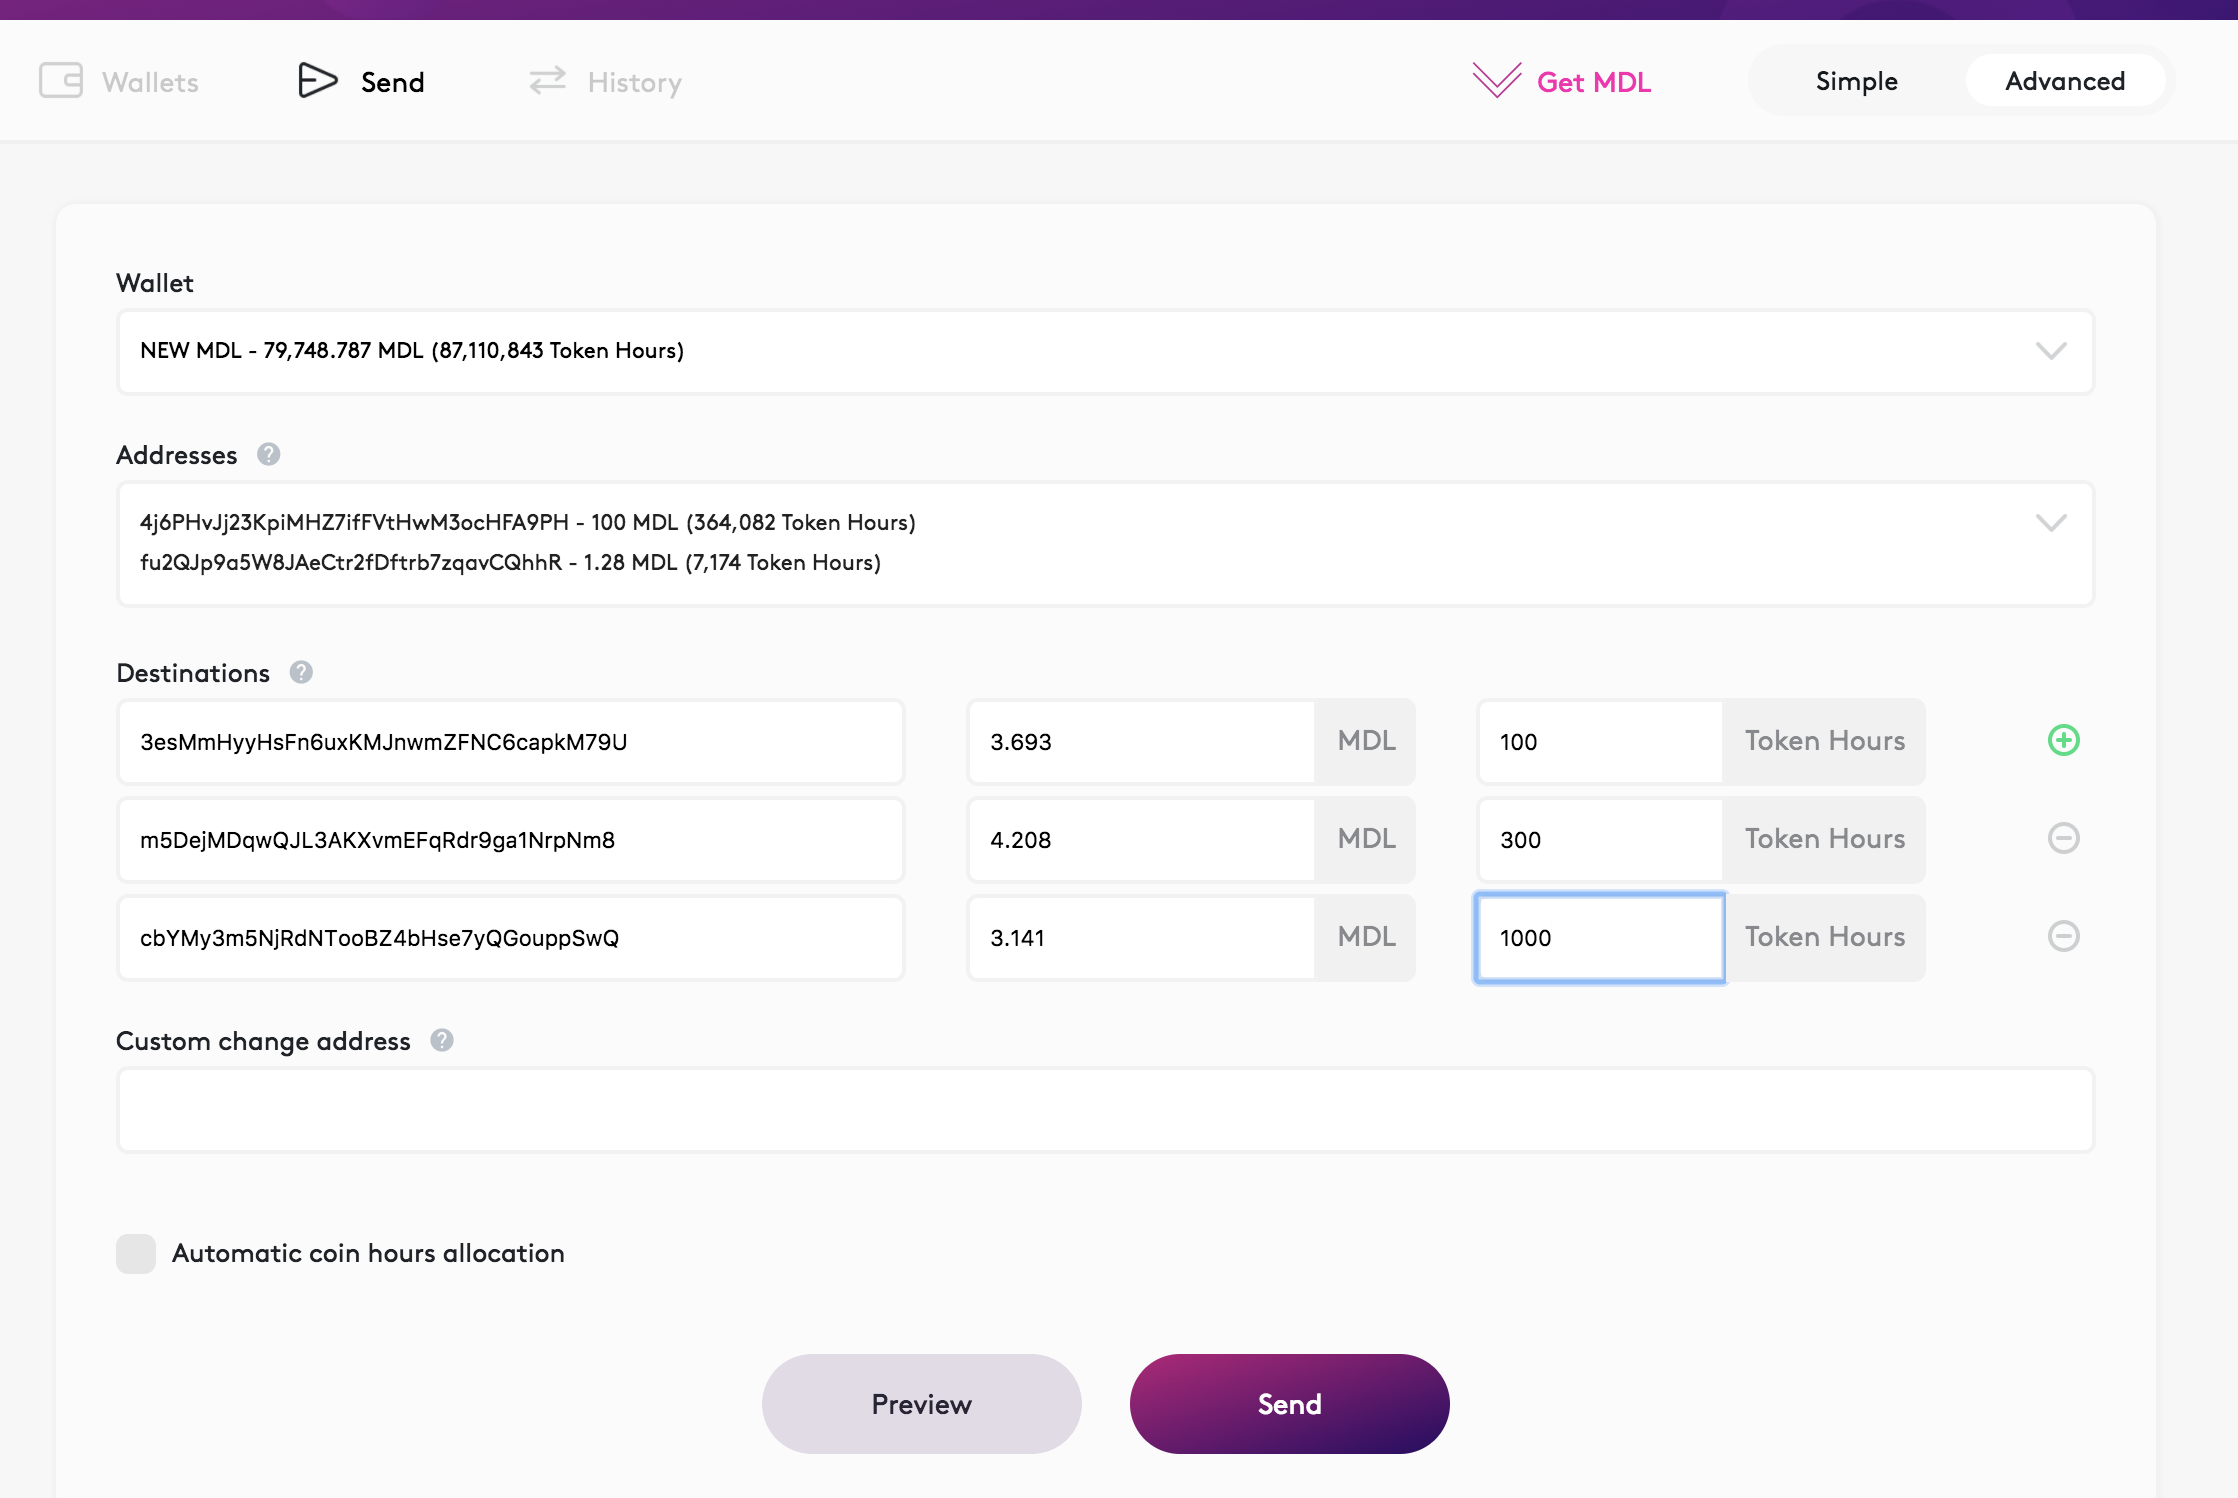 Wallets
Send
History
Get MDL
Simple
Advanced
Wallet
NEW MDL - 79,748.787 MDL (87,110,843 Token Hours)
Addresses ?
4j6PHvJj23KpiMHZ7ifFVtHwM3ocHFA9PH - 100 MDL (364,082 Token Hours)
fu2QJp9a5W8JAeCtr2fDftrb7zqavCQhhR - 1.28 MDL (7,174 Token Hours)
Destinations ?
3esMmHyyHsFn6uxKMJnwmZFNC6capkM79U 3.693 MDL 100 Token Hours
m5DejMDqwQJL3AKXvmEFqRdr9ga1NrpNm8 4.208 MDL 300 Token Hours
cbYMy3m5NjRdNTooBZ4bHse7yQGouppSwQ 3.141 MDL 1000 Token Hours
Custom change address ?
Automatic coin hours allocation
Preview
Send